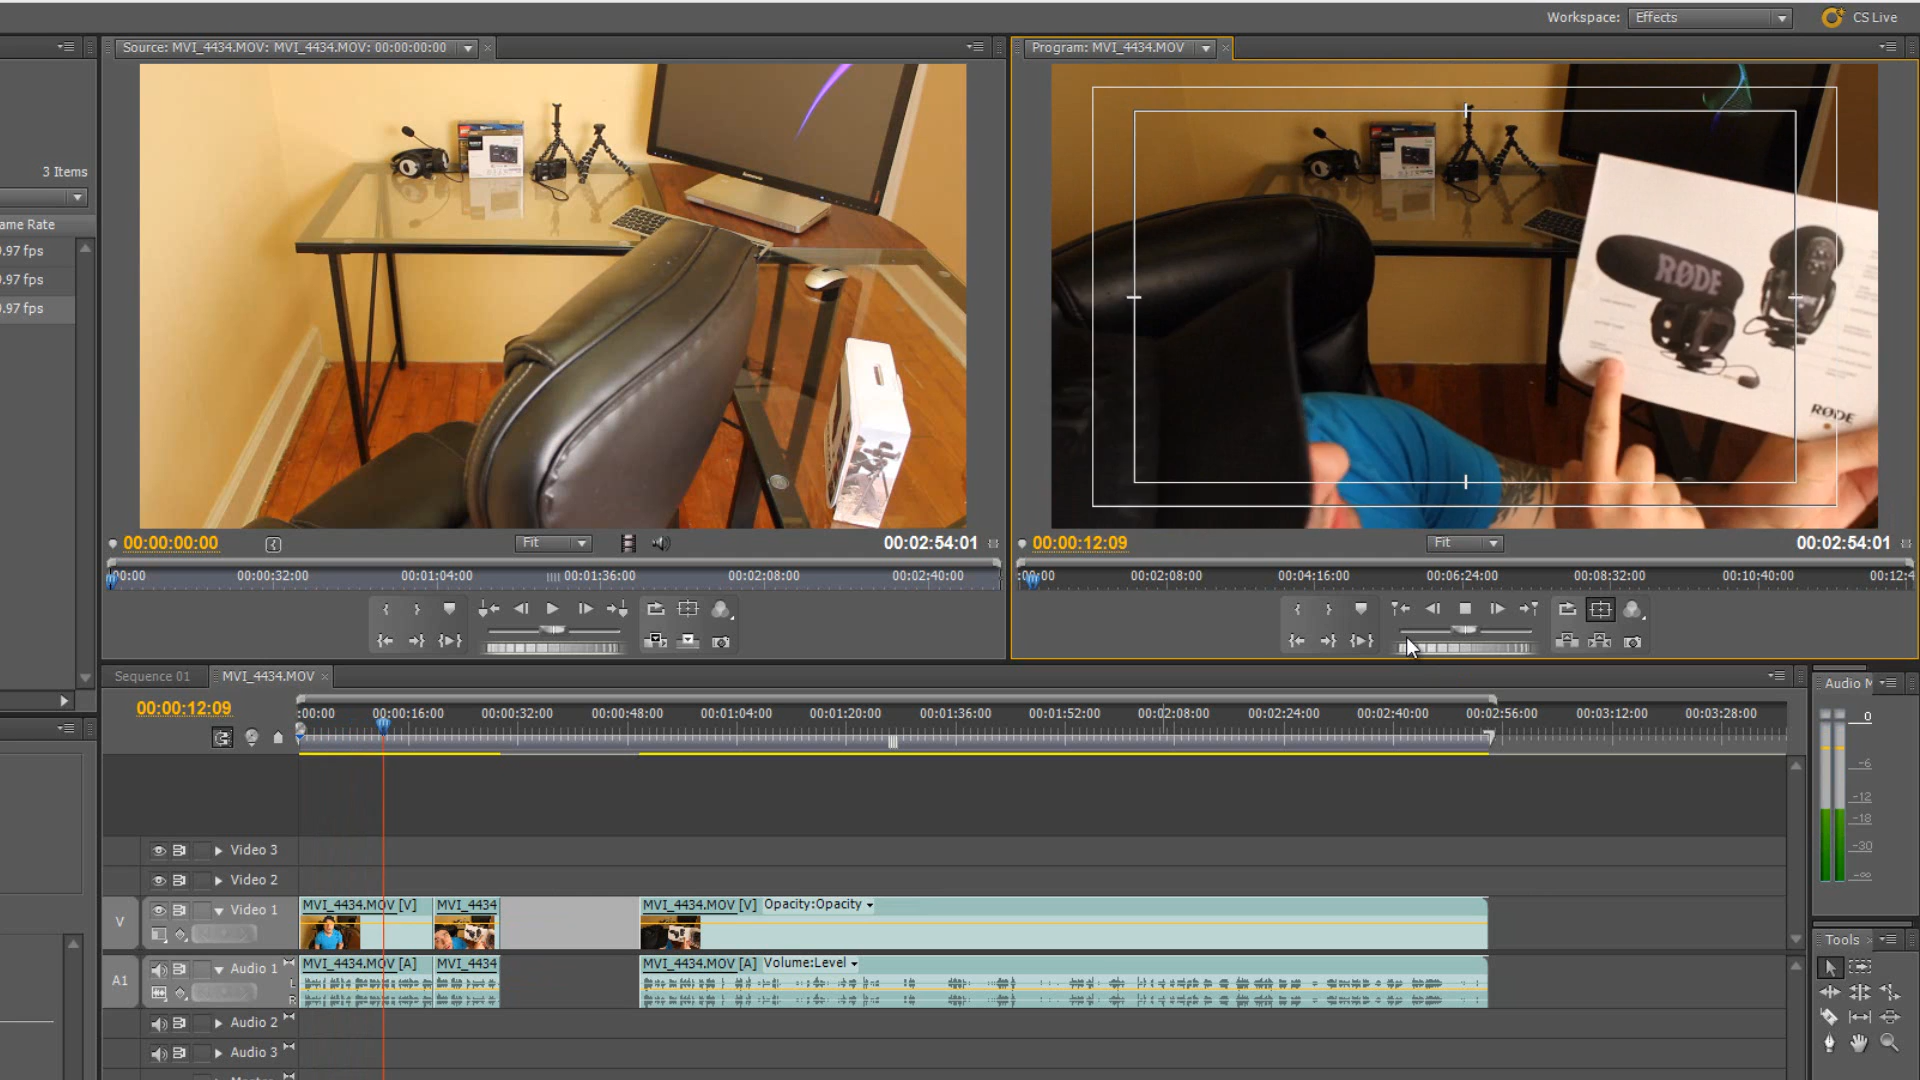 Workspace: Effects CS Live
Source: MVI_4434.MOV: MVI_4434.MOV: 00:00:00:00
Program: MVI_4434.MOV
3 Items
ame Rate
.97 fps
.97 fps
.97 fps
RØDE
RØDE
00:00:00:00 Fit 00:02:54:01
00:00:12:09 Fit 00:02:54:01
00:00 00:00:32:00 00:01:04:00 00:01:36:00 00:02:08:00 00:02:40:00
:00:00 00:02:08:00 00:04:16:00 00:06:24:00 00:08:32:00 00:10:40:00 00:12:4
Sequence 01 MVI_4434.MOV
00:00:12:09
:00:00 00:00:16:00 00:00:32:00 00:00:48:00 00:01:04:00 00:01:20:00 00:01:36:00 00:01:52:00 00:02:08:00 00:02:24:00 00:02:40:00 00:02:56:00 00:03:12:00 00:03:28:00
Audio M
0
-6
-12
-18
-30
-∞
Video 3
Video 2
V Video 1
MVI_4434.MOV [V] MVI_4434 MVI_4434.MOV [V] Opacity:Opacity
A1 Audio 1
L
R
MVI_4434.MOV [A] MVI_4434 MVI_4434.MOV [A] Volume:Level
Audio 2
Audio 3
Tools